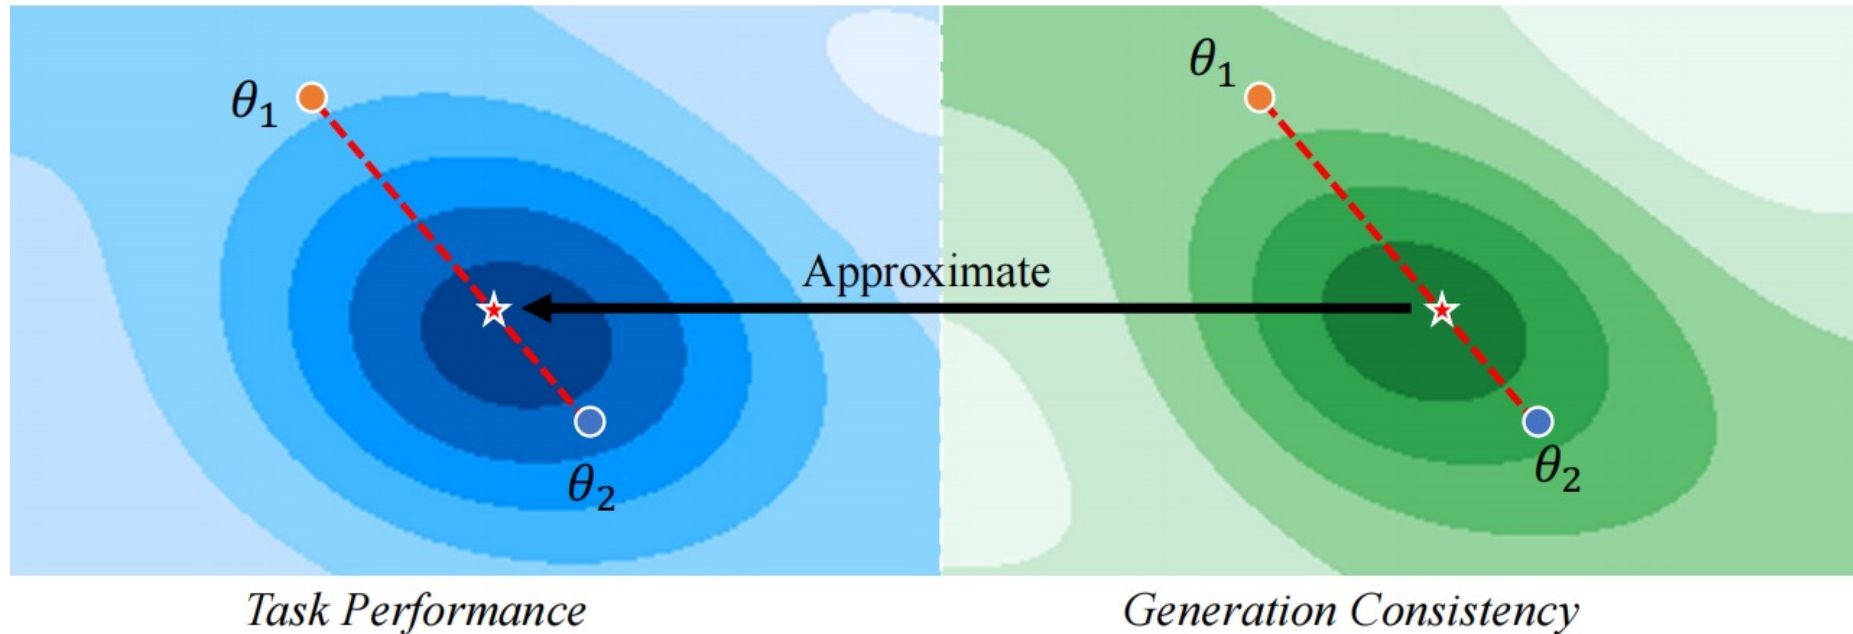 θ₁
θ₁
Approximate
θ₂
θ₂
Task Performance
Generation Consistency